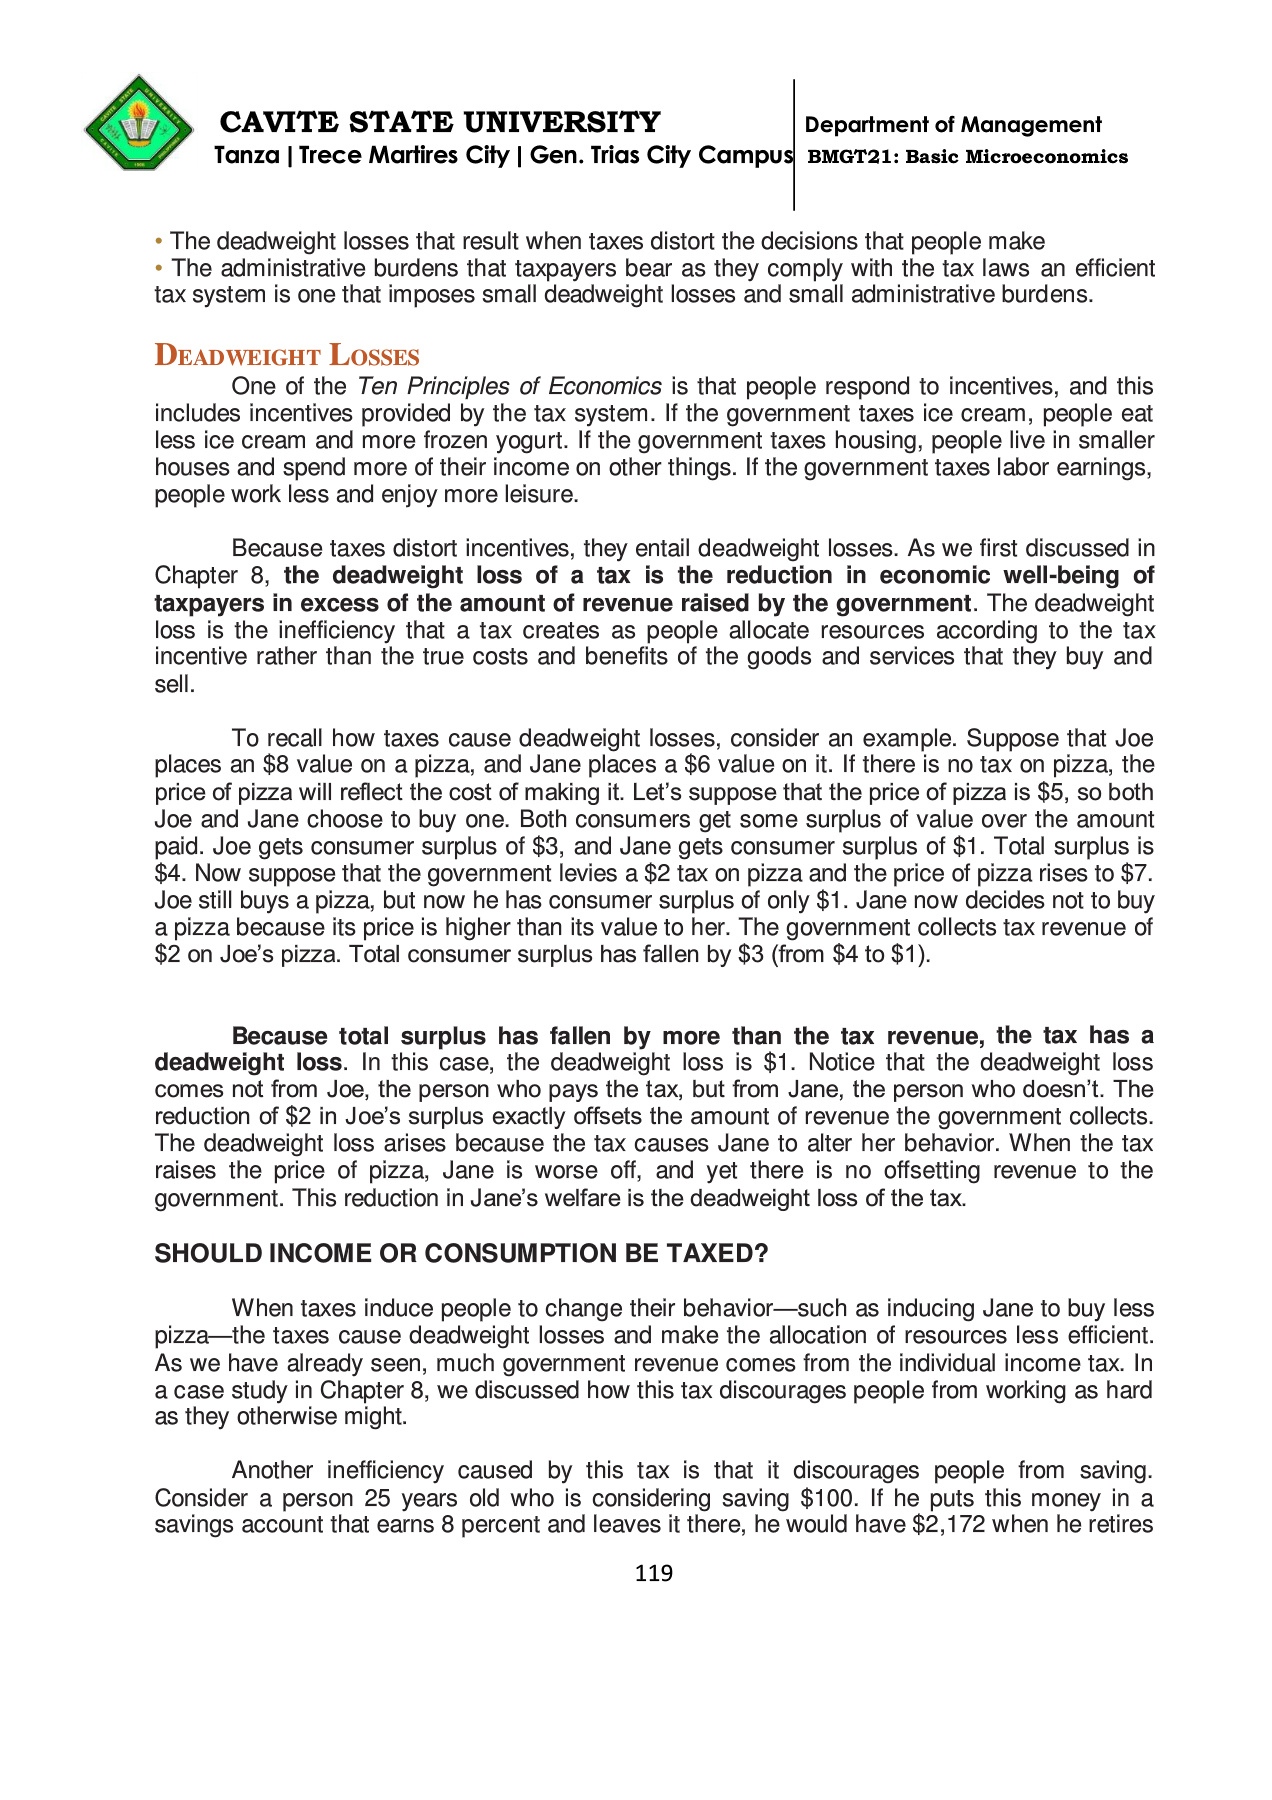 CAVITE STATE UNIVERSITY
Tanza | Trece Martires City | Gen. Trias City Campus
Department of Management
BMGT21: Basic Microeconomics
• The deadweight losses that result when taxes distort the decisions that people make
• The administrative burdens that taxpayers bear as they comply with the tax laws an efficient
tax system is one that imposes small deadweight losses and small administrative burdens.
DEADWEIGHT LOSSES
One of the Ten Principles of Economics is that people respond to incentives, and this
includes incentives provided by the tax system. If the government taxes ice cream, people eat
less ice cream and more frozen yogurt. If the government taxes housing, people live in smaller
houses and spend more of their income on other things. If the government taxes labor earnings,
people work less and enjoy more leisure.
Because taxes distort incentives, they entail deadweight losses. As we first discussed in
Chapter 8, the deadweight loss of a tax is the reduction in economic well-being of
taxpayers in excess of the amount of revenue raised by the government. The deadweight
loss is the inefficiency that a tax creates as people allocate resources according to the tax
incentive rather than the true costs and benefits of the goods and services that they buy and
sell.
To recall how taxes cause deadweight losses, consider an example. Suppose that Joe
places an $8 value on a pizza, and Jane places a $6 value on it. If there is no tax on pizza, the
price of pizza will reflect the cost of making it. Let’s suppose that the price of pizza is $5, so both
Joe and Jane choose to buy one. Both consumers get some surplus of value over the amount
paid. Joe gets consumer surplus of $3, and Jane gets consumer surplus of $1. Total surplus is
$4. Now suppose that the government levies a $2 tax on pizza and the price of pizza rises to $7.
Joe still buys a pizza, but now he has consumer surplus of only $1. Jane now decides not to buy
a pizza because its price is higher than its value to her. The government collects tax revenue of
$2 on Joe’s pizza. Total consumer surplus has fallen by $3 (from $4 to $1).
Because total surplus has fallen by more than the tax revenue, the tax has a
deadweight loss. In this case, the deadweight loss is $1. Notice that the deadweight loss
comes not from Joe, the person who pays the tax, but from Jane, the person who doesn’t. The
reduction of $2 in Joe’s surplus exactly offsets the amount of revenue the government collects.
The deadweight loss arises because the tax causes Jane to alter her behavior. When the tax
raises the price of pizza, Jane is worse off, and yet there is no offsetting revenue to the
government. This reduction in Jane’s welfare is the deadweight loss of the tax.
SHOULD INCOME OR CONSUMPTION BE TAXED?
When taxes induce people to change their behavior—such as inducing Jane to buy less
pizza—the taxes cause deadweight losses and make the allocation of resources less efficient.
As we have already seen, much government revenue comes from the individual income tax. In
a case study in Chapter 8, we discussed how this tax discourages people from working as hard
as they otherwise might.
Another inefficiency caused by this tax is that it discourages people from saving.
Consider a person 25 years old who is considering saving $100. If he puts this money in a
savings account that earns 8 percent and leaves it there, he would have $2,172 when he retires
119